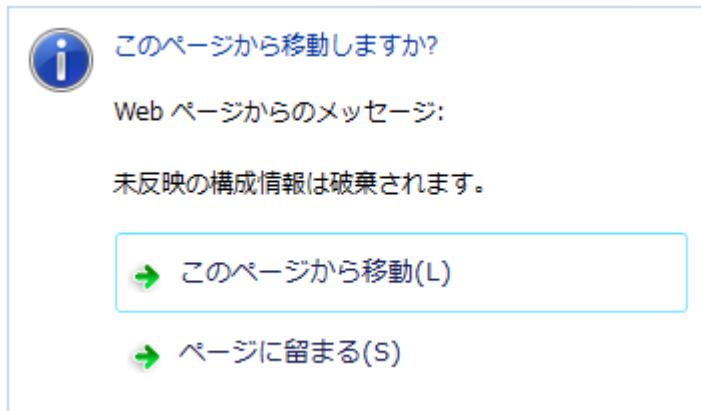 このページから移動しますか?
Web ページからのメッセージ:
未反映の構成情報は破棄されます。
このページから移動(L)
ページに留まる(S)